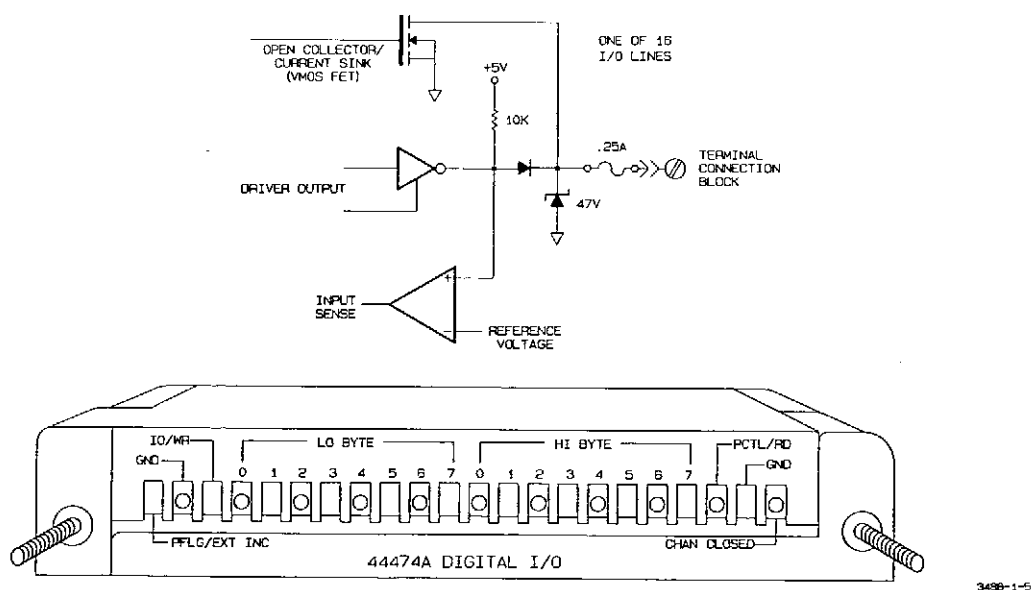 OPEN COLLECTOR/
CURRENT SINK
(VMOS FET)
ONE OF 16
I/O LINES
+5V
10K
.25A
TERMINAL
CONNECTION
BLOCK
DRIVER OUTPUT
47V
+
INPUT
SENSE
-
REFERENCE
VOLTAGE
IO/WR
LO BYTE
HI BYTE
PCTL/RD
GND
GND
0 1 2 3 4 5 6 7 0 1 2 3 4 5 6 7
PFLG/EXT INC
CHAN CLOSED
44474A DIGITAL I/O
3488-1-5